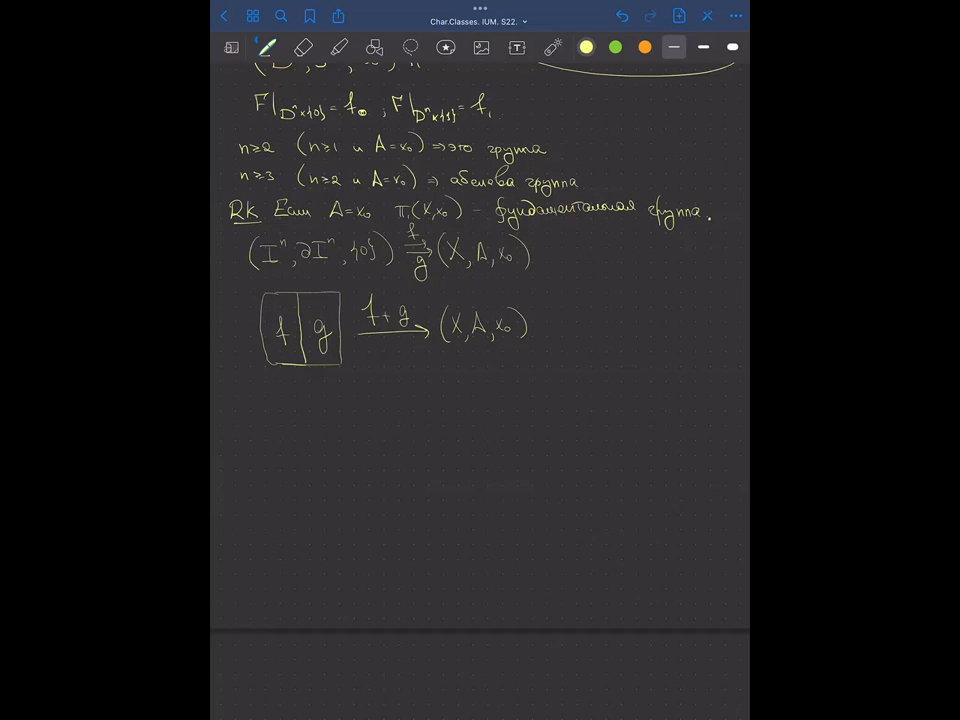 Char.Classes. IUM. S22.
F|_{D^n×{0}} = f_0 , F|_{D^n×{1}} = f_1
n≥2 (n≥1 и A=x_0) ⇒ это группа
n≥3 (n≥2 и A=x_0) ⇒ абелева группа
RK Если A=x_0 π_1(X,x_0) – фундаментальная группа.
(I^n, ∂I^n, {0}) f ⇉ g (X, A, x_0)
f g f+g → (X, A, x_0)